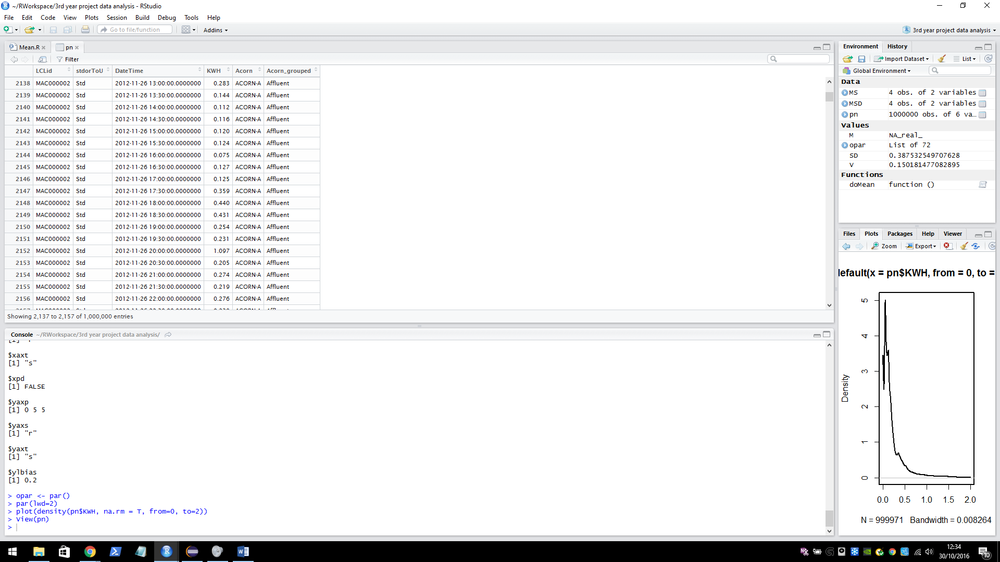 ~/RWorkspace/3rd year project data analysis - RStudio
File Edit Code View Plots Session Build Debug Tools Help
Go to file/function Addins 3rd year project data analysis
Mean.R pn
Filter
LCLid stdorToU DateTime KWH Acorn Acorn_grouped
2138 MAC000002 Std 2012-11-26 13:00:00.0000000 0.283 ACORN-A Affluent
2139 MAC000002 Std 2012-11-26 13:30:00.0000000 0.144 ACORN-A Affluent
2140 MAC000002 Std 2012-11-26 14:00:00.0000000 0.112 ACORN-A Affluent
2141 MAC000002 Std 2012-11-26 14:30:00.0000000 0.116 ACORN-A Affluent
2142 MAC000002 Std 2012-11-26 15:00:00.0000000 0.120 ACORN-A Affluent
2143 MAC000002 Std 2012-11-26 15:30:00.0000000 0.124 ACORN-A Affluent
2144 MAC000002 Std 2012-11-26 16:00:00.0000000 0.075 ACORN-A Affluent
2145 MAC000002 Std 2012-11-26 16:30:00.0000000 0.127 ACORN-A Affluent
2146 MAC000002 Std 2012-11-26 17:00:00.0000000 0.125 ACORN-A Affluent
2147 MAC000002 Std 2012-11-26 17:30:00.0000000 0.359 ACORN-A Affluent
2148 MAC000002 Std 2012-11-26 18:00:00.0000000 0.440 ACORN-A Affluent
2149 MAC000002 Std 2012-11-26 18:30:00.0000000 0.431 ACORN-A Affluent
2150 MAC000002 Std 2012-11-26 19:00:00.0000000 0.254 ACORN-A Affluent
2151 MAC000002 Std 2012-11-26 19:30:00.0000000 0.231 ACORN-A Affluent
2152 MAC000002 Std 2012-11-26 20:00:00.0000000 1.097 ACORN-A Affluent
2153 MAC000002 Std 2012-11-26 20:30:00.0000000 0.205 ACORN-A Affluent
2154 MAC000002 Std 2012-11-26 21:00:00.0000000 0.274 ACORN-A Affluent
2155 MAC000002 Std 2012-11-26 21:30:00.0000000 0.219 ACORN-A Affluent
2156 MAC000002 Std 2012-11-26 22:00:00.0000000 0.276 ACORN-A Affluent
Showing 2,137 to 2,157 of 1,000,000 entries
Console ~/RWorkspace/3rd year project data analysis/
$xaxt
[1] "s"
$xpd
[1] FALSE
$yaxp
[1] 0 5 5
$yaxs
[1] "r"
$yaxt
[1] "s"
$ylbias
[1] 0.2
> opar <- par()
> par(lwd=2)
> plot(density(pn$KWH, na.rm = T, from=0, to=2))
> View(pn)
>
Environment History
Import Dataset List
Global Environment
Data
MS 4 obs. of 2 variables
MSD 4 obs. of 2 variables
pn 1000000 obs. of 6 va…
Values
M NA_real_
opar List of 72
SD 0.387532549707628
V 0.150181477082895
Functions
doMean function ()
Files Plots Packages Help Viewer
Zoom Export
lefault(x = pn$KWH, from = 0, to =
Density
5
4
3
2
1
0
0.0 0.5 1.0 1.5 2.0
N = 999971 Bandwidth = 0.008264
12:34
30/10/2016
10